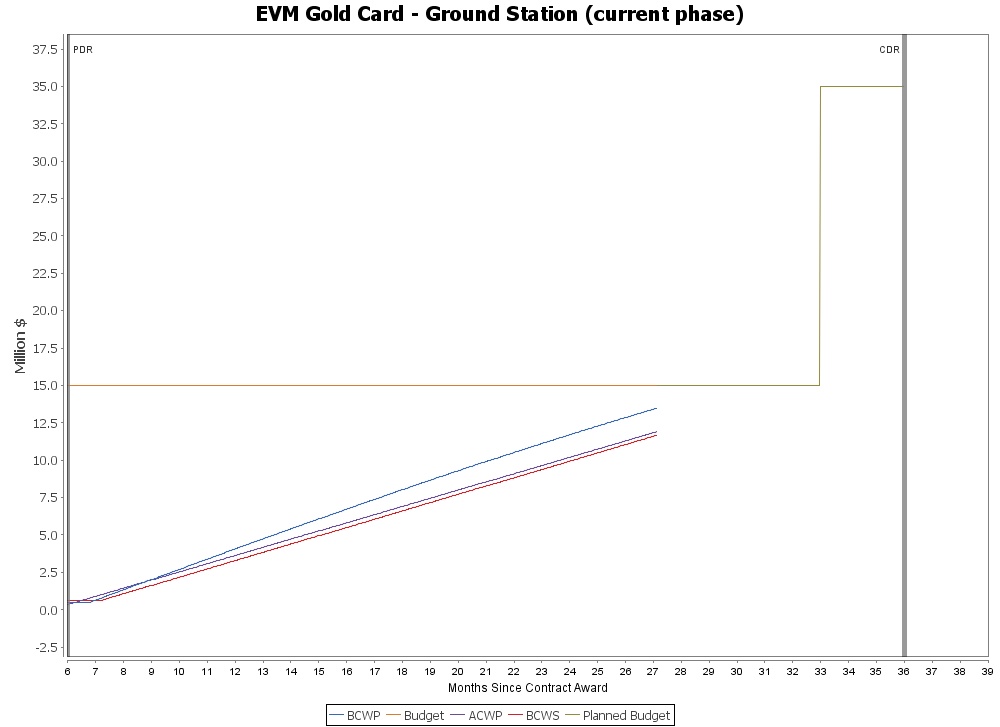 EVM Gold Card - Ground Station (current phase)
37.5
PDR
CDR
35.0
32.5
30.0
27.5
25.0
22.5
20.0
17.5
Million $
15.0
12.5
10.0
7.5
5.0
2.5
0.0
-2.5
6 7 8 9 10 11 12 13 14 15 16 17 18 19 20 21 22 23 24 25 26 27 28 29 30 31 32 33 34 35 36 37 38 39
Months Since Contract Award
BCWP Budget ACWP BCWS Planned Budget